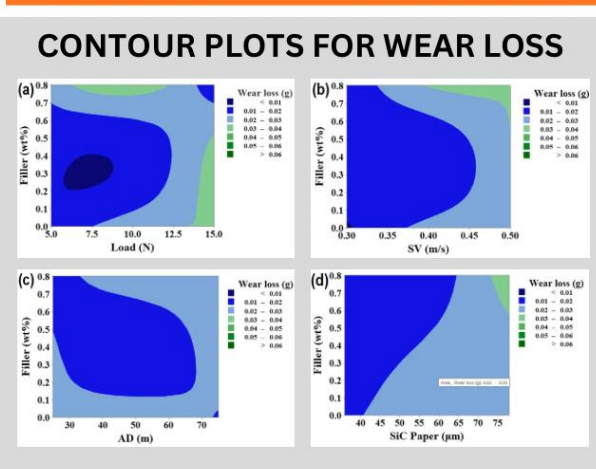 CONTOUR PLOTS FOR WEAR LOSS
(a)
Filler (wt%)
0.8
0.7
0.6
0.5
0.4
0.3
0.2
0.1
0.0
5.0 7.5 10.0 12.5 15.0
Load (N)
Wear loss (g)
< 0.01
0.01 – 0.02
0.02 – 0.03
0.03 – 0.04
0.04 – 0.05
0.05 – 0.06
> 0.06
(b)
Filler (wt%)
0.8
0.7
0.6
0.5
0.4
0.3
0.2
0.1
0.0
0.30 0.35 0.40 0.45 0.50
SV (m/s)
Wear loss (g)
< 0.01
0.01 – 0.02
0.02 – 0.03
0.03 – 0.04
0.04 – 0.05
0.05 – 0.06
> 0.06
(c)
Filler (wt%)
0.8
0.7
0.6
0.5
0.4
0.3
0.2
0.1
0.0
30 40 50 60 70
AD (m)
Wear loss (g)
< 0.01
0.01 – 0.02
0.02 – 0.03
0.03 – 0.04
0.04 – 0.05
0.05 – 0.06
> 0.06
(d)
Filler (wt%)
0.8
0.7
0.6
0.5
0.4
0.3
0.2
0.1
0.0
40 45 50 55 60 65 70 75
SiC Paper (µm)
Wear loss (g)
< 0.01
0.01 – 0.02
0.02 – 0.03
0.03 – 0.04
0.04 – 0.05
0.05 – 0.06
> 0.06